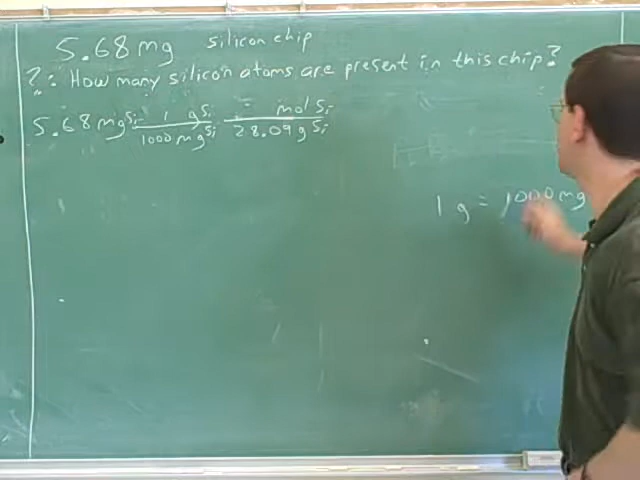 5.68 mg silicon chip
?: How many silicon atoms are present in this chip?
5.68 mg Si 1 g Si mol Si
1000 mg Si 28.09 g Si
1 g = 1000 mg